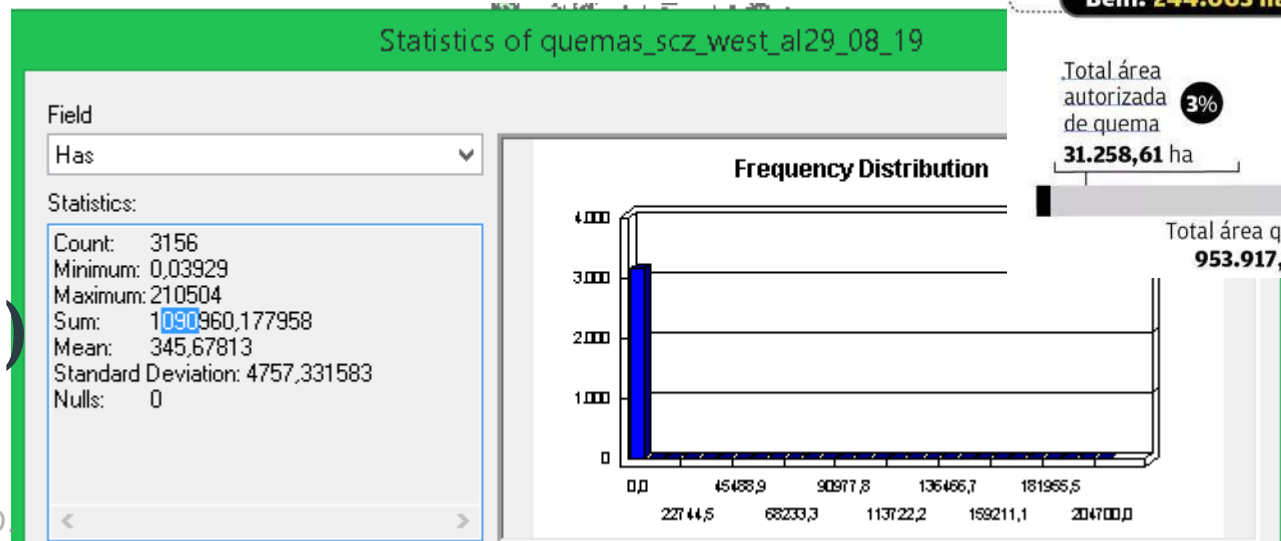 Statistics of quemas_scz_west_al29_08_19
Field
Has
Statistics:
Count: 3156
Minimum: 0,03929
Maximum: 210504
Sum: 1090960,177958
Mean: 345,67813
Standard Deviation: 4757,331583
Nulls: 0
)
Frequency Distribution
4.000
3.000
2.000
1.000
0
0,0 45488,9 90977,8 136466,7 181955,5
22744,5 68233,3 113722,2 159211,1 204700,0
Total área
autorizada
de quema
3%
31.258,61 ha
Total área q
953.917,